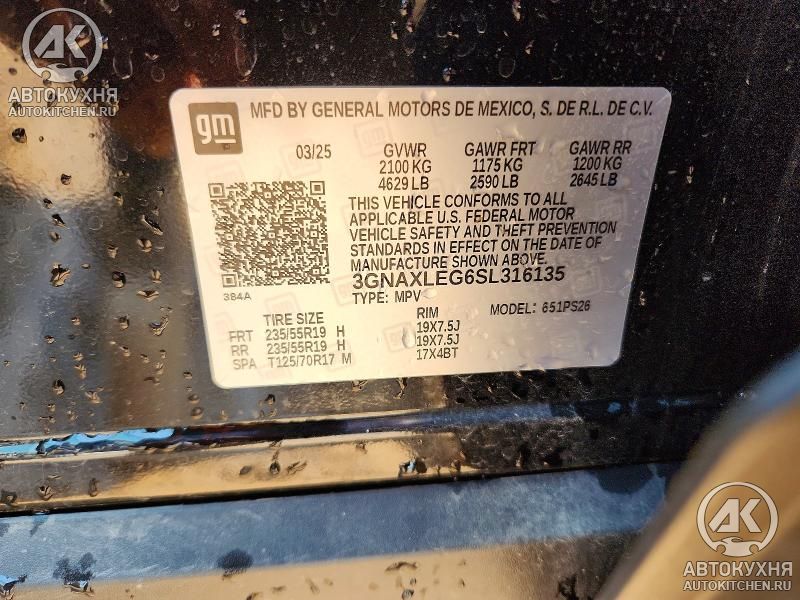 АК
АВТОКУХНЯ
AUTOKITCHEN.RU
gm
MFD BY GENERAL MOTORS DE MEXICO, S. DE R.L. DE C.V.
03/25 GVWR GAWR FRT GAWR RR
2100 KG 1175 KG 1200 KG
4629 LB 2590 LB 2645 LB
THIS VEHICLE CONFORMS TO ALL
APPLICABLE U.S. FEDERAL MOTOR
VEHICLE SAFETY AND THEFT PREVENTION
STANDARDS IN EFFECT ON THE DATE OF
MANUFACTURE SHOWN ABOVE.
3GNAXLEG6SL316135
3B4A
TYPE: MPV MODEL: 651PS26
TIRE SIZE RIM
FRT 235/55R19 H 19X7.5J
RR 235/55R19 H 19X7.5J
SPA T125/70R17 M 17X4BT
АК
АВТОКУХНЯ
AUTOKITCHEN.RU